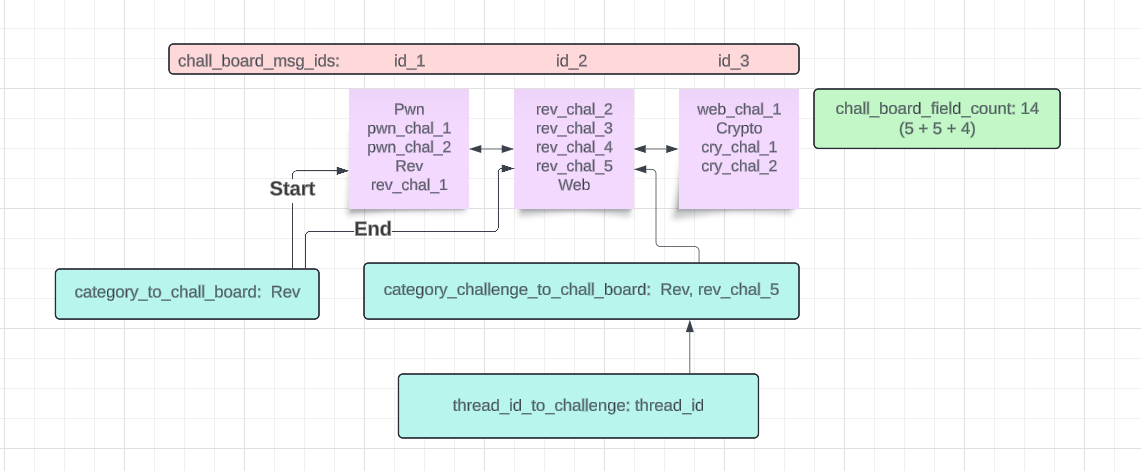 chall_board_msg_ids: id_1 id_2 id_3
Pwn
pwn_chal_1
pwn_chal_2
Rev
rev_chal_1
rev_chal_2
rev_chal_3
rev_chal_4
rev_chal_5
Web
web_chal_1
Crypto
cry_chal_1
cry_chal_2
chall_board_field_count: 14
(5 + 5 + 4)
Start
End
category_to_chall_board: Rev
category_challenge_to_chall_board: Rev, rev_chal_5
thread_id_to_challenge: thread_id